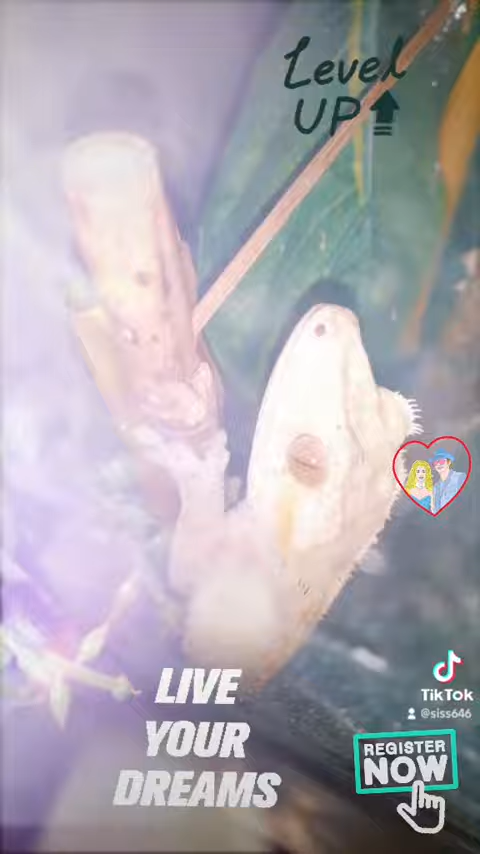 Level
UP
LIVE
YOUR
DREAMS
TikTok
@siss646
REGISTER
NOW